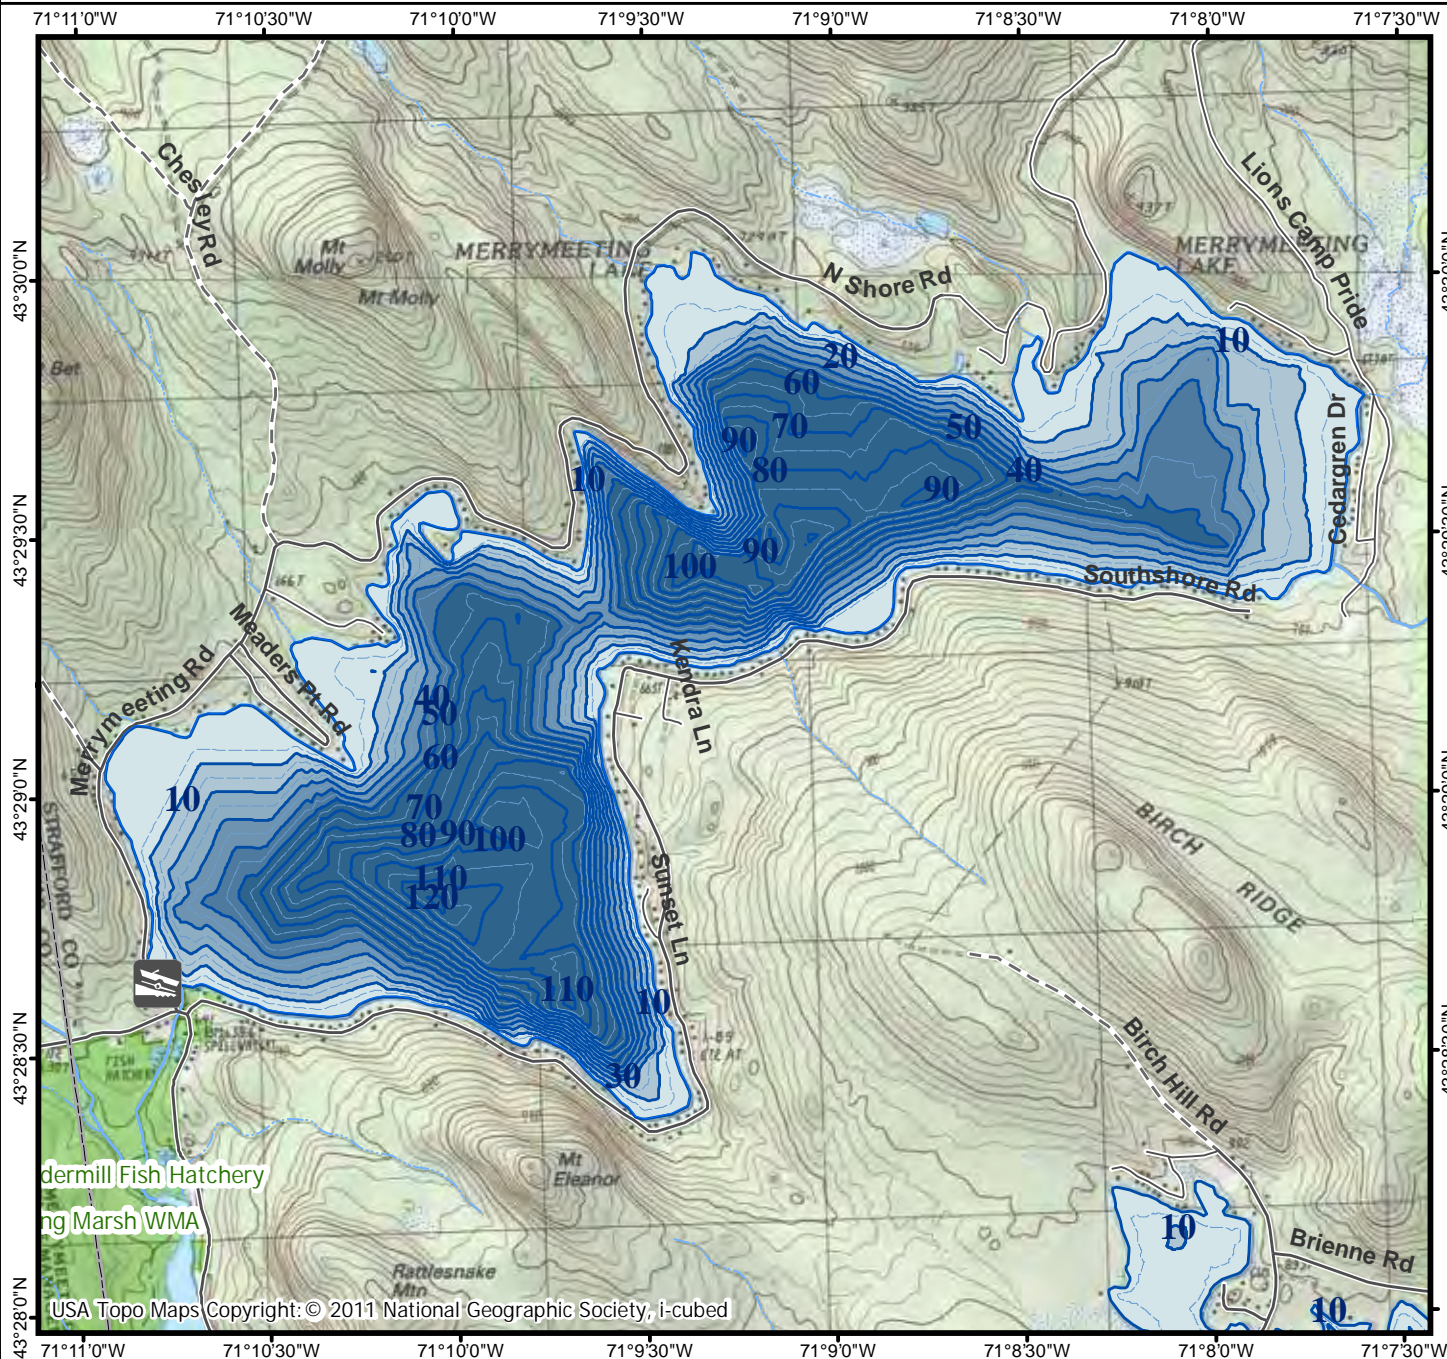 71°11'0"W 71°10'30"W 71°10'0"W 71°9'30"W 71°9'0"W 71°8'30"W 71°8'0"W 71°7'30"W
Chesley Rd
Lions Camp Pride
Mt
Molly
Mt Molly
MERRYMEETING
LAKE
N Shore Rd
MERRYMEETING
LAKE
43°30'0"N
Bet
20
10
60
70
50
90
80
40
90
10
Cedargren Dr
43°29'30"N
90
100
Southshore Rd
Meaders Pt Rd
Merrymeeting Rd
Kendra Ln
40
50
60
43°29'0"N
10
70
80
90
100
110
120
BIRCH
RIDGE
Sunset Ln
STRAFFORD CO
CO
110
10
43°28'30"N
30
FISH
HATCHERY
Birch Hill Rd
dermill Fish Hatchery
ng Marsh WMA
Mt
Eleanor
10
Brienne Rd
Rattlesnake
Mtn
10
43°28'0"N
USA Topo Maps Copyright: © 2011 National Geographic Society, i-cubed
71°11'0"W 71°10'30"W 71°10'0"W 71°9'30"W 71°9'0"W 71°8'30"W 71°8'0"W 71°7'30"W